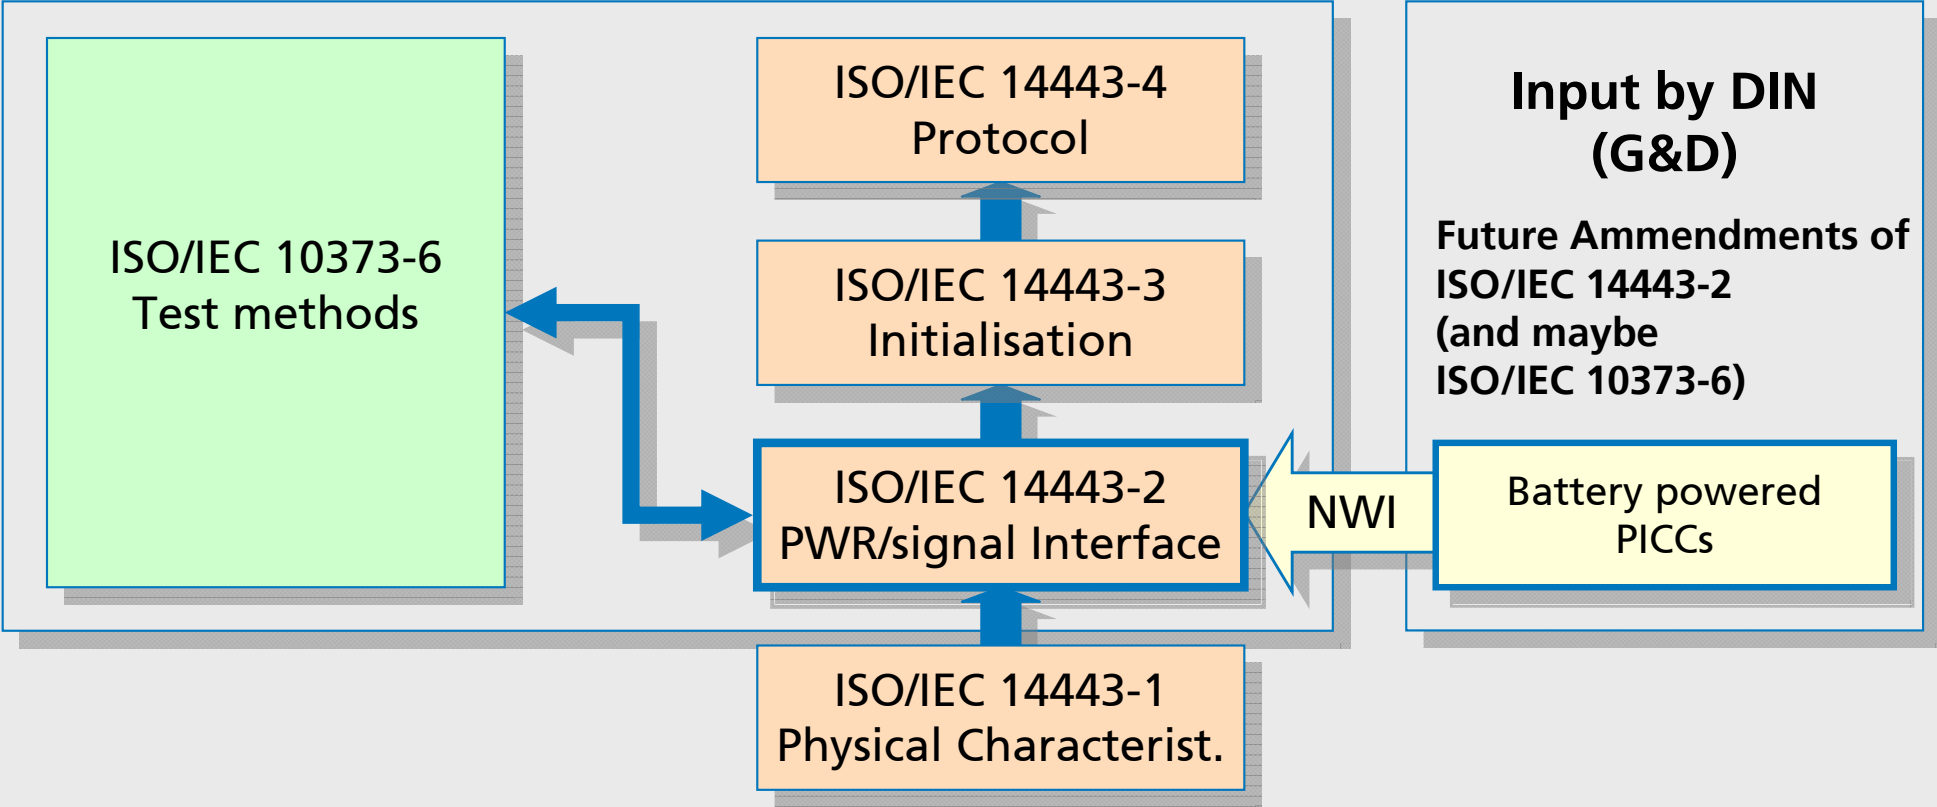 ISO/IEC 10373-6
Test methods
ISO/IEC 14443-4
Protocol
ISO/IEC 14443-3
Initialisation
ISO/IEC 14443-2
PWR/signal Interface
ISO/IEC 14443-1
Physical Characterist.
NWI
Input by DIN
(G&D)
Future Ammendments of
ISO/IEC 14443-2
(and maybe
ISO/IEC 10373-6)
Battery powered
PICCs